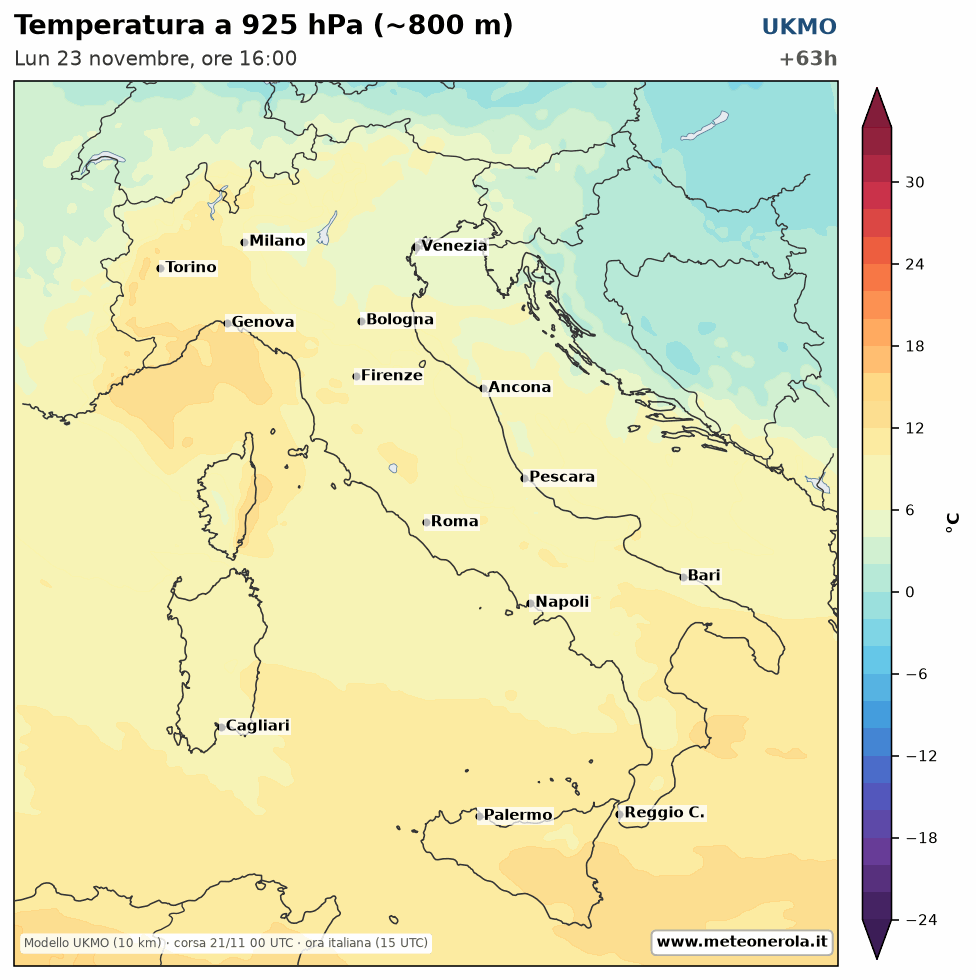 Temperatura a 925 hPa (~800 m)
UKMO
Lun 23 novembre, ore 16:00
+63h
Milano
Venezia
Torino
Genova
Bologna
Firenze
Ancona
Pescara
Roma
Bari
Napoli
Cagliari
Palermo
Reggio C.
30
24
18
12
6
0
−6
−12
−18
−24
°C
Modello UKMO (10 km) · corsa 21/11 00 UTC · ora italiana (15 UTC)
www.meteonerola.it